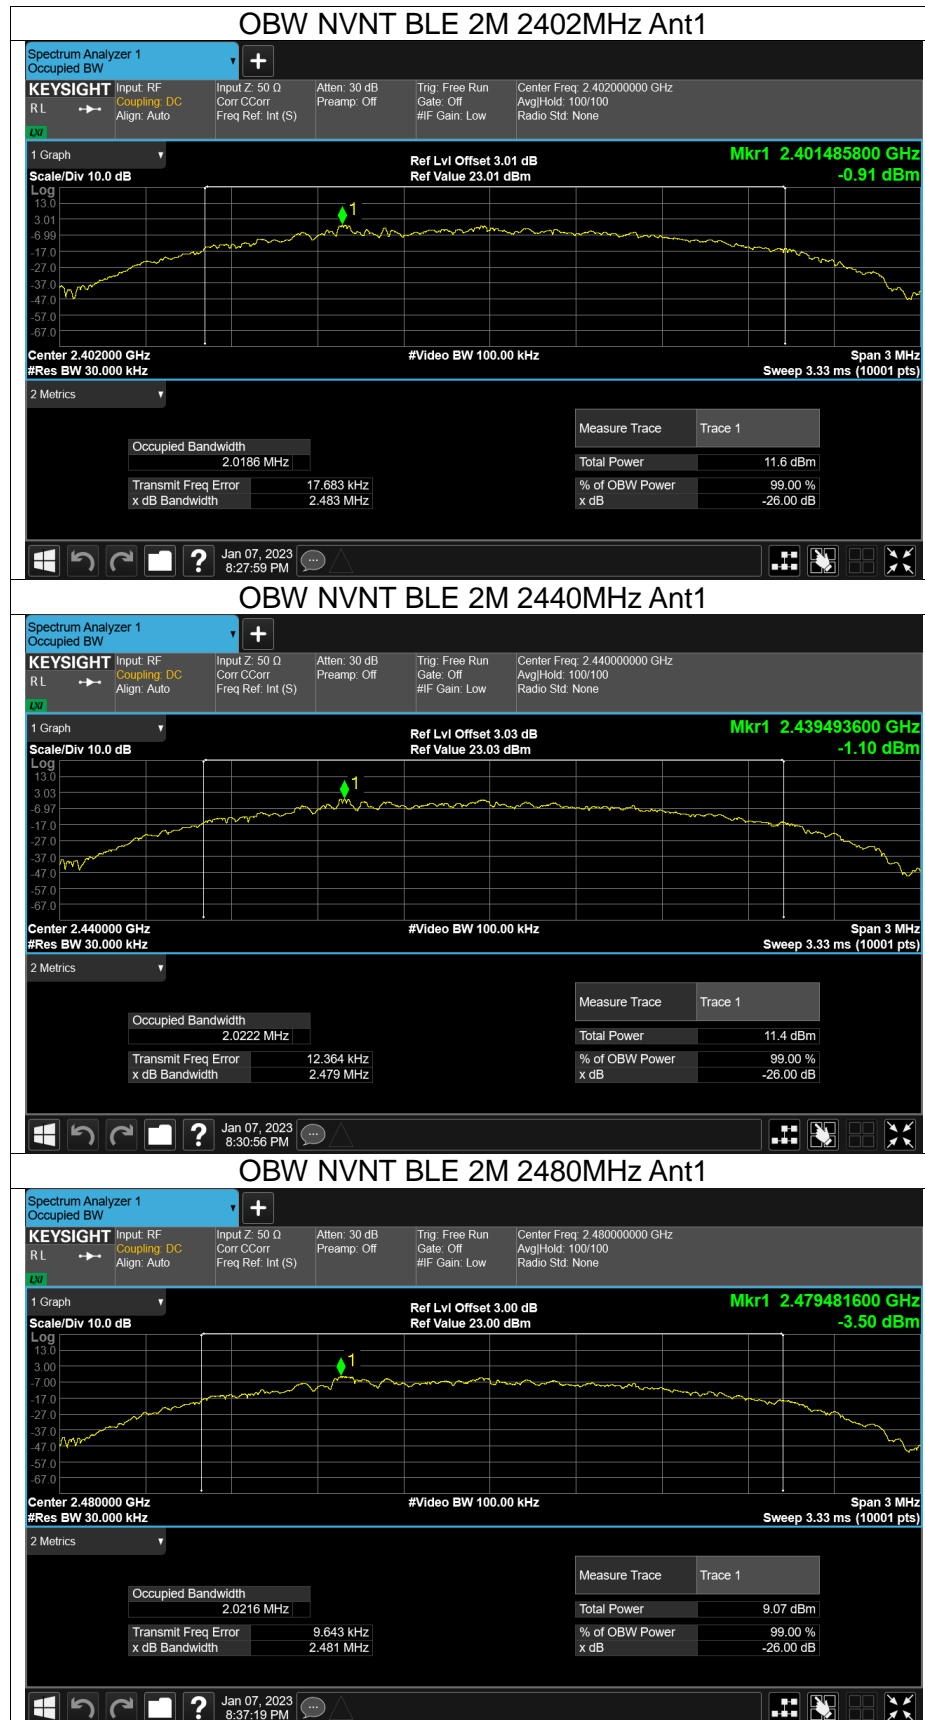 OBW NVNT BLE 2M 2402MHz Ant1
Spectrum Analyzer 1
Occupied BW
+
KEYSIGHT Input: RF Input Z: 50 Ω Atten: 30 dB Trig: Free Run Center Freq: 2.402000000 GHz
RL Coupling: DC Corr CCorr Preamp: Off Gate: Off Avg|Hold: 100/100
Align: Auto Freq Ref: Int (S) #IF Gain: Low Radio Std: None
LXI
1 Graph Ref Lvl Offset 3.01 dB Mkr1 2.401485800 GHz
Scale/Div 10.0 dB Ref Value 23.01 dBm -0.91 dBm
Log
13.0
1
3.01
-6.99
-17.0
-27.0
-37.0
-47.0
-57.0
-67.0
Center 2.402000 GHz #Video BW 100.00 kHz Span 3 MHz
#Res BW 30.000 kHz Sweep 3.33 ms (10001 pts)
2 Metrics
Measure Trace Trace 1
Occupied Bandwidth
2.0186 MHz Total Power 11.6 dBm
Transmit Freq Error 17.683 kHz % of OBW Power 99.00 %
x dB Bandwidth 2.483 MHz x dB -26.00 dB
? Jan 07, 2023
8:27:59 PM
OBW NVNT BLE 2M 2440MHz Ant1
Spectrum Analyzer 1
Occupied BW
+
KEYSIGHT Input: RF Input Z: 50 Ω Atten: 30 dB Trig: Free Run Center Freq: 2.440000000 GHz
RL Coupling: DC Corr CCorr Preamp: Off Gate: Off Avg|Hold: 100/100
Align: Auto Freq Ref: Int (S) #IF Gain: Low Radio Std: None
LXI
1 Graph Ref Lvl Offset 3.03 dB Mkr1 2.439493600 GHz
Scale/Div 10.0 dB Ref Value 23.03 dBm -1.10 dBm
Log
13.0
1
3.03
-6.97
-17.0
-27.0
-37.0
-47.0
-57.0
-67.0
Center 2.440000 GHz #Video BW 100.00 kHz Span 3 MHz
#Res BW 30.000 kHz Sweep 3.33 ms (10001 pts)
2 Metrics
Measure Trace Trace 1
Occupied Bandwidth
2.0222 MHz Total Power 11.4 dBm
Transmit Freq Error 12.364 kHz % of OBW Power 99.00 %
x dB Bandwidth 2.479 MHz x dB -26.00 dB
? Jan 07, 2023
8:30:56 PM
OBW NVNT BLE 2M 2480MHz Ant1
Spectrum Analyzer 1
Occupied BW
+
KEYSIGHT Input: RF Input Z: 50 Ω Atten: 30 dB Trig: Free Run Center Freq: 2.480000000 GHz
RL Coupling: DC Corr CCorr Preamp: Off Gate: Off Avg|Hold: 100/100
Align: Auto Freq Ref: Int (S) #IF Gain: Low Radio Std: None
LXI
1 Graph Ref Lvl Offset 3.00 dB Mkr1 2.479481600 GHz
Scale/Div 10.0 dB Ref Value 23.00 dBm -3.50 dBm
Log
13.0
1
3.00
-7.00
-17.0
-27.0
-37.0
-47.0
-57.0
-67.0
Center 2.480000 GHz #Video BW 100.00 kHz Span 3 MHz
#Res BW 30.000 kHz Sweep 3.33 ms (10001 pts)
2 Metrics
Measure Trace Trace 1
Occupied Bandwidth
2.0216 MHz Total Power 9.07 dBm
Transmit Freq Error 9.643 kHz % of OBW Power 99.00 %
x dB Bandwidth 2.481 MHz x dB -26.00 dB
? Jan 07, 2023
8:37:19 PM